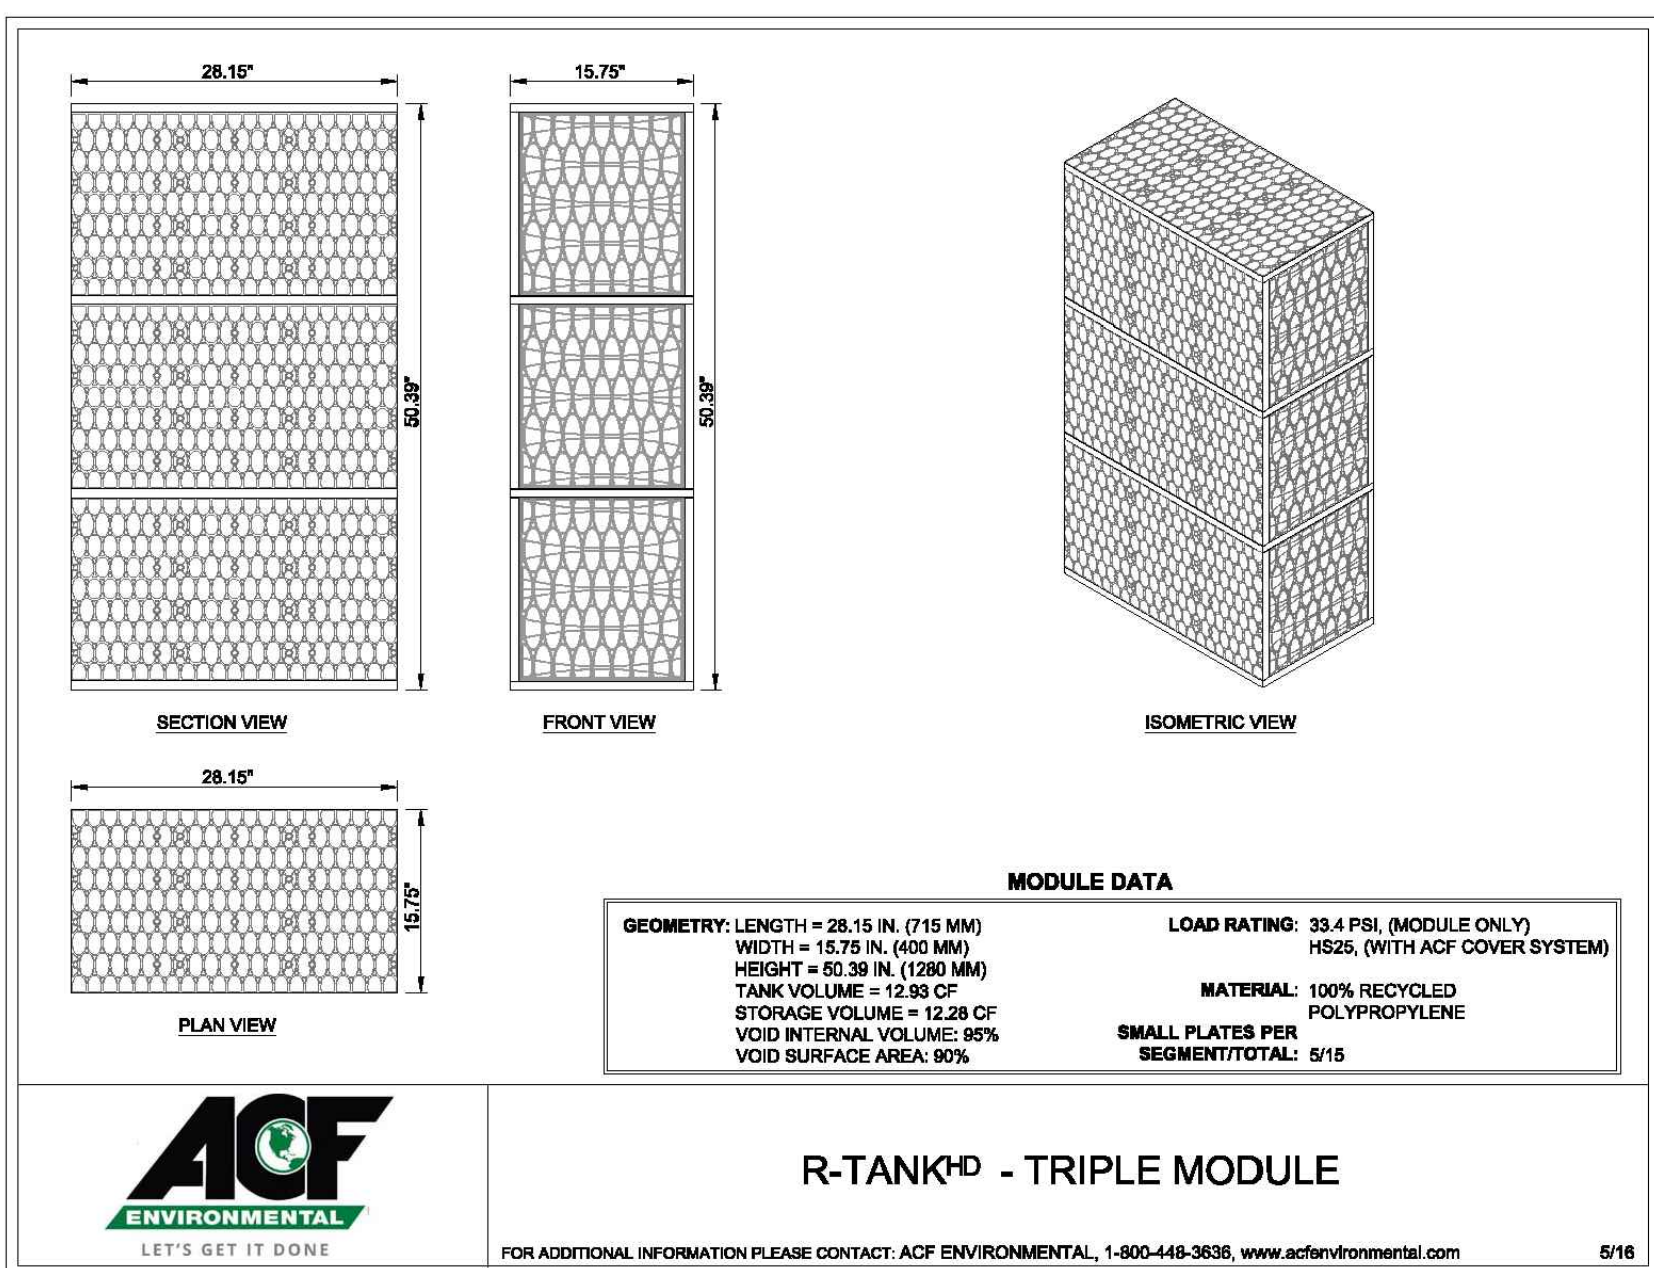 28.15"
15.75"
50.39"
50.39"
SECTION VIEW
FRONT VIEW
ISOMETRIC VIEW
28.15"
15.75"
PLAN VIEW
MODULE DATA
GEOMETRY: LENGTH = 28.15 IN. (715 MM)
WIDTH = 15.75 IN. (400 MM)
HEIGHT = 50.39 IN. (1280 MM)
TANK VOLUME = 12.93 CF
STORAGE VOLUME = 12.28 CF
VOID INTERNAL VOLUME: 95%
VOID SURFACE AREA: 90%
LOAD RATING: 33.4 PSI, (MODULE ONLY)
HS25, (WITH ACF COVER SYSTEM)
MATERIAL: 100% RECYCLED
POLYPROPYLENE
SMALL PLATES PER
SEGMENT/TOTAL: 5/15
ACF
ENVIRONMENTAL
LET'S GET IT DONE
R-TANKHD - TRIPLE MODULE
FOR ADDITIONAL INFORMATION PLEASE CONTACT: ACF ENVIRONMENTAL, 1-800-448-3636, www.acfenvironmental.com
5/16